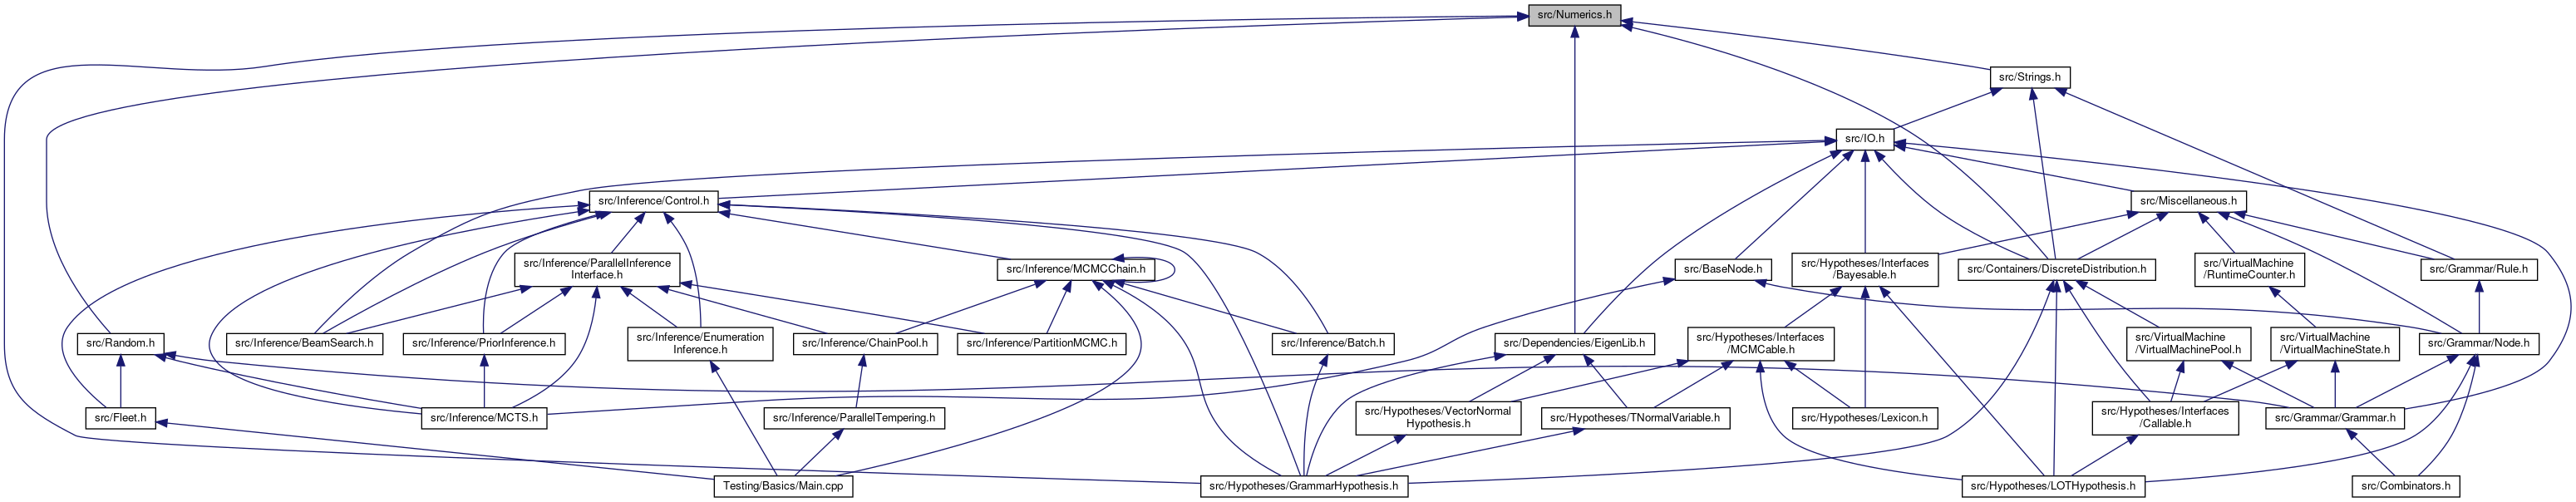 src/Numerics.h
src/Strings.h
src/IO.h
src/Inference/Control.h
src/Miscellaneous.h
src/Inference/ParallelInference
Interface.h
src/Inference/MCMCChain.h
src/BaseNode.h
src/Hypotheses/Interfaces
/Bayesable.h
src/Containers/DiscreteDistribution.h
src/VirtualMachine
/RuntimeCounter.h
src/Grammar/Rule.h
src/Random.h
src/Inference/BeamSearch.h
src/Inference/PriorInference.h
src/Inference/Enumeration
Inference.h
src/Inference/ChainPool.h
src/Inference/PartitionMCMC.h
src/Inference/Batch.h
src/Dependencies/EigenLib.h
src/Hypotheses/Interfaces
/MCMCable.h
src/VirtualMachine
/VirtualMachinePool.h
src/VirtualMachine
/VirtualMachineState.h
src/Grammar/Node.h
src/Fleet.h
src/Inference/MCTS.h
src/Inference/ParallelTempering.h
src/Hypotheses/VectorNormal
Hypothesis.h
src/Hypotheses/TNormalVariable.h
src/Hypotheses/Lexicon.h
src/Grammar/Grammar.h
src/Hypotheses/Interfaces
/Callable.h
Testing/Basics/Main.cpp
src/Hypotheses/GrammarHypothesis.h
src/Hypotheses/LOTHypothesis.h
src/Combinators.h